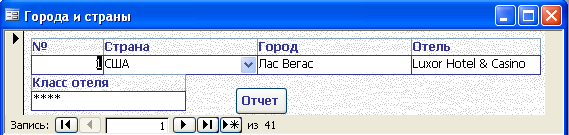 Города и страны
№ Страна Город Отель
1 США Лас Вегас Luxor Hotel & Casino
Класс отеля
****
Отчет
Запись: 1 из 41